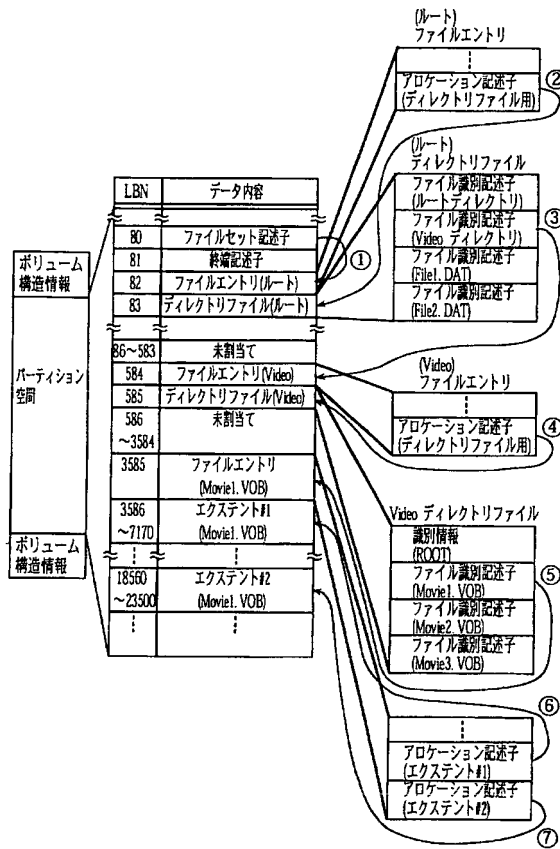 ボリューム
構造情報
パーティション
空間
ボリューム
構造情報
LBN データ内容
80 ファイルセット記述子
81 終端記述子
82 ファイルエントリ(ルート)
83 ディレクトリファイル(ルート)
86～583 未割当て
584 ファイルエントリ(Video)
585 ディレクトリファイル(Video)
586 未割当て
～3584
3585 ファイルエントリ
(Movie1. VOB)
3586 エクステント#1
～7170 (Movie1. VOB)
18560 エクステント#2
～23500 (Movie1. VOB)
①
(ルート)
ファイルエントリ
アロケーション記述子
(ディレクトリファイル用)
②
(ルート)
ディレクトリファイル
ファイル識別記述子
(ルートディレクトリ)
ファイル識別記述子
(Video ディレクトリ)
ファイル識別記述子
(File1. DAT)
ファイル識別記述子
(File2. DAT)
③
(Video)
ファイルエントリ
アロケーション記述子
(ディレクトリファイル用)
④
Video ディレクトリファイル
識別情報
(ROOT)
ファイル識別記述子
(Movie1. VOB)
ファイル識別記述子
(Movie2. VOB)
ファイル識別記述子
(Movie3. VOB)
⑤
⑥
アロケーション記述子
(エクステント#1)
アロケーション記述子
(エクステント#2)
⑦